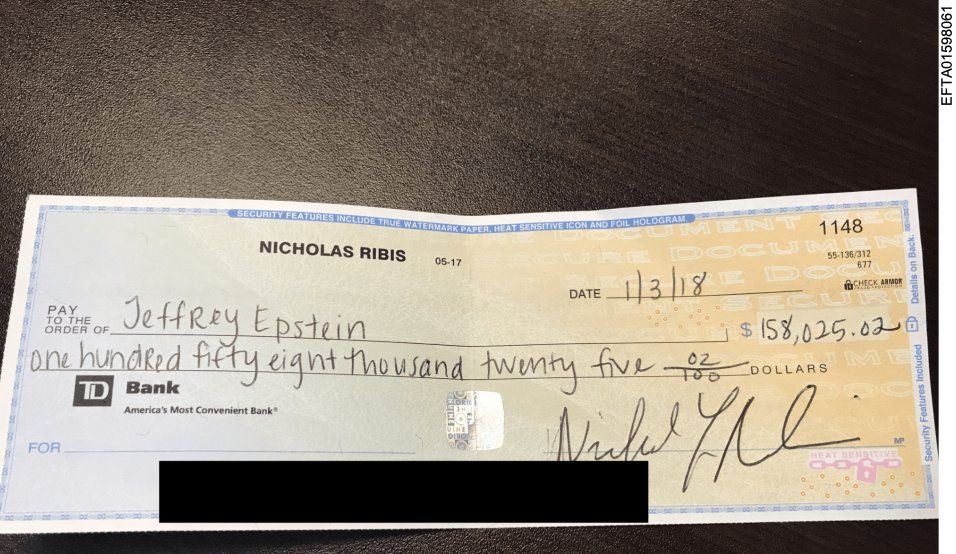 EFTA01598061
SECURITY FEATURES INCLUDE TRUE WATERMARK PAPER, HEAT SENSITIVE ICON AND FOIL HOLOGRAM.
NICHOLAS RIBIS 05-17
1148
55-136/312
677
CHECK ARMOR
DATE 1/3/18
PAY
TO THE
ORDER OF Jeffrey Epstein $ 158,025.02
one hundred fifty eight thousand twenty five 02/100 DOLLARS
TD Bank
America's Most Convenient Bank®
FOR
MP
HEAT SENSITIVE
Security Features Included Details on Back.